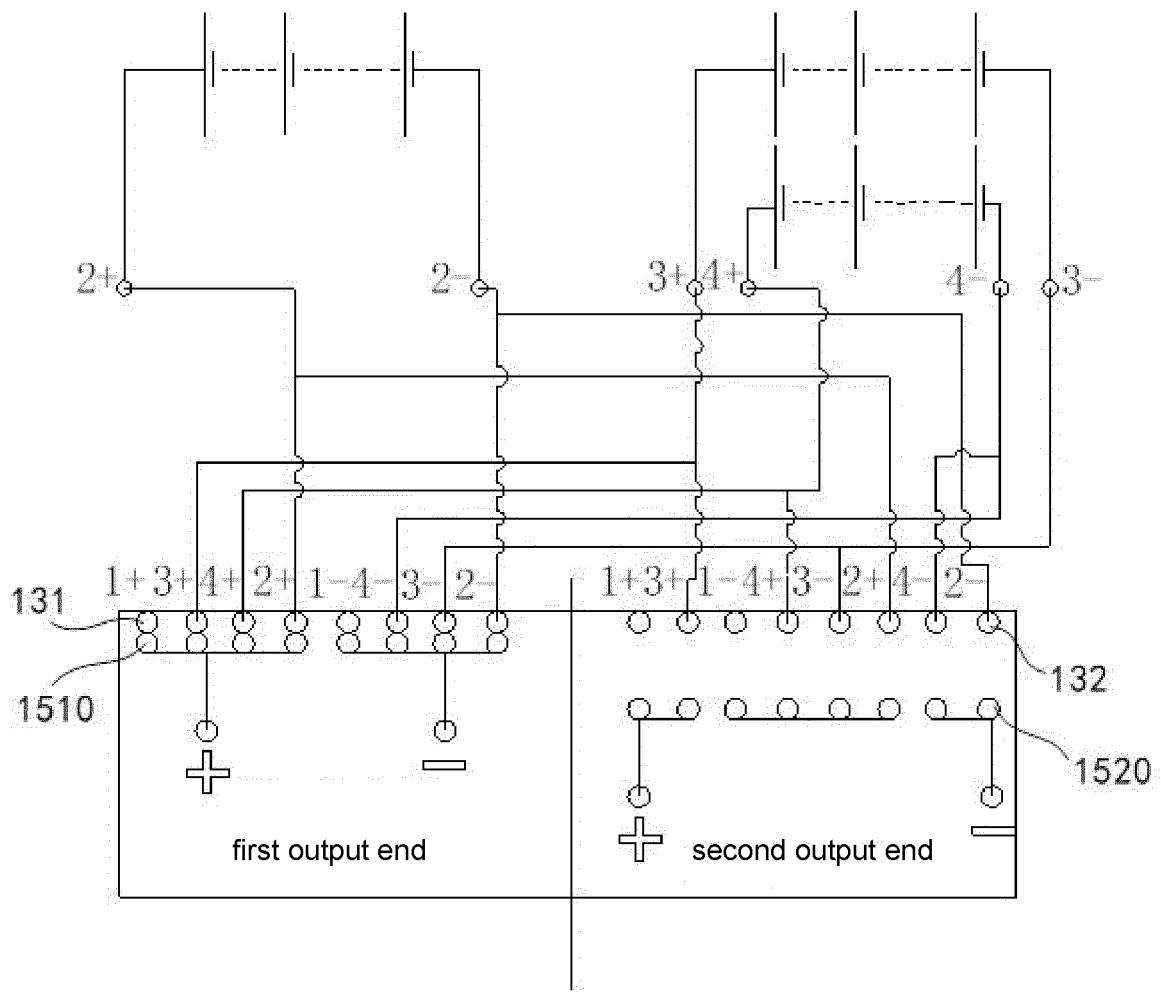 2+ 2- 3+ 4+ 4- 3-
1+ 3+ 4+ 2+ 1- 4- 3- 2- 1+ 3+ 1- 4+ 3- 2+ 4- 2-
131
132
1510
1520
+ − + −
first output end second output end